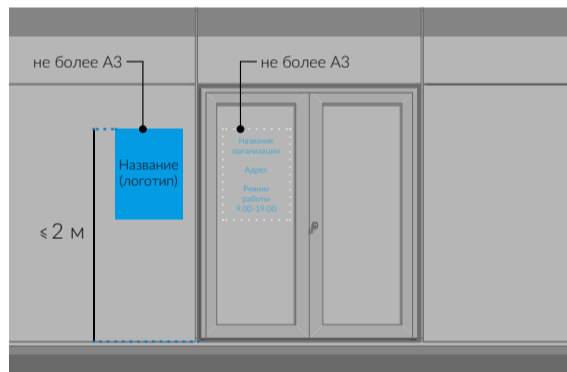 не более А3
не более А3
Название
(логотип)
Название
организации
Адрес
Режим
работы
9.00-19.00
⩽2 м